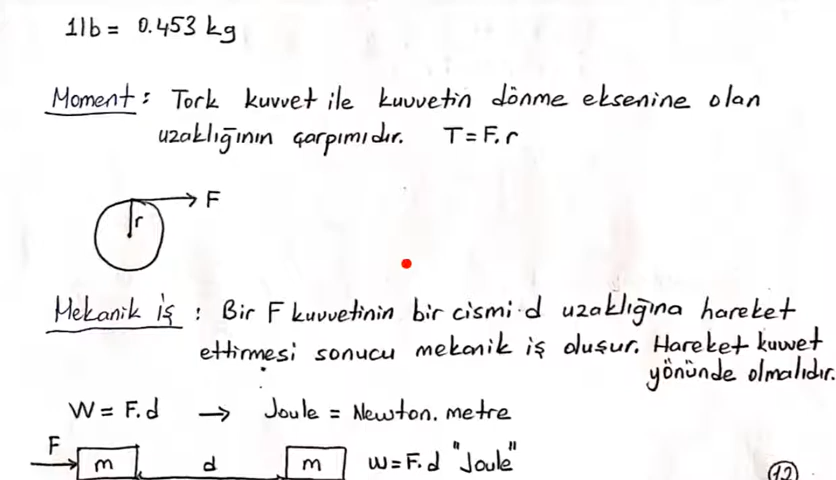 1lb = 0.453 kg
Moment: Tork kuvvet ile kuvvetin dönme eksenine olan
uzaklığının çarpımıdır. T=F.r
F
r
Mekanik iş : Bir F kuvvetinin bir cismi d uzaklığına hareket
ettirmesi sonucu mekanik iş oluşur. Hareket kuvvet
yönünde olmalıdır.
W = F.d → Joule = Newton.metre
F m d m W=F.d "Joule"
12